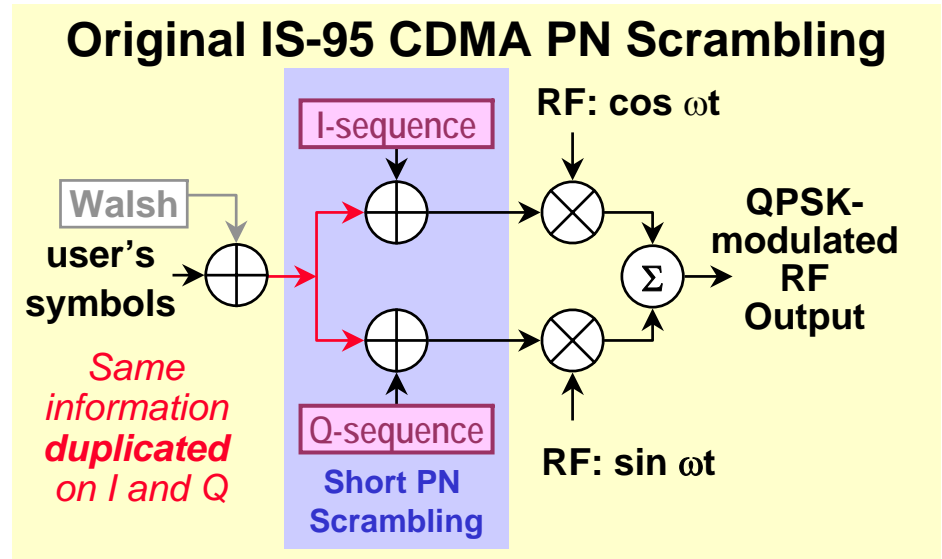 Original IS-95 CDMA PN Scrambling
I-sequence
RF: cos ωt
Walsh
user's
symbols
QPSK-
modulated
RF
Output
Σ
Same
information
duplicated
on I and Q
Q-sequence
Short PN
Scrambling
RF: sin ωt